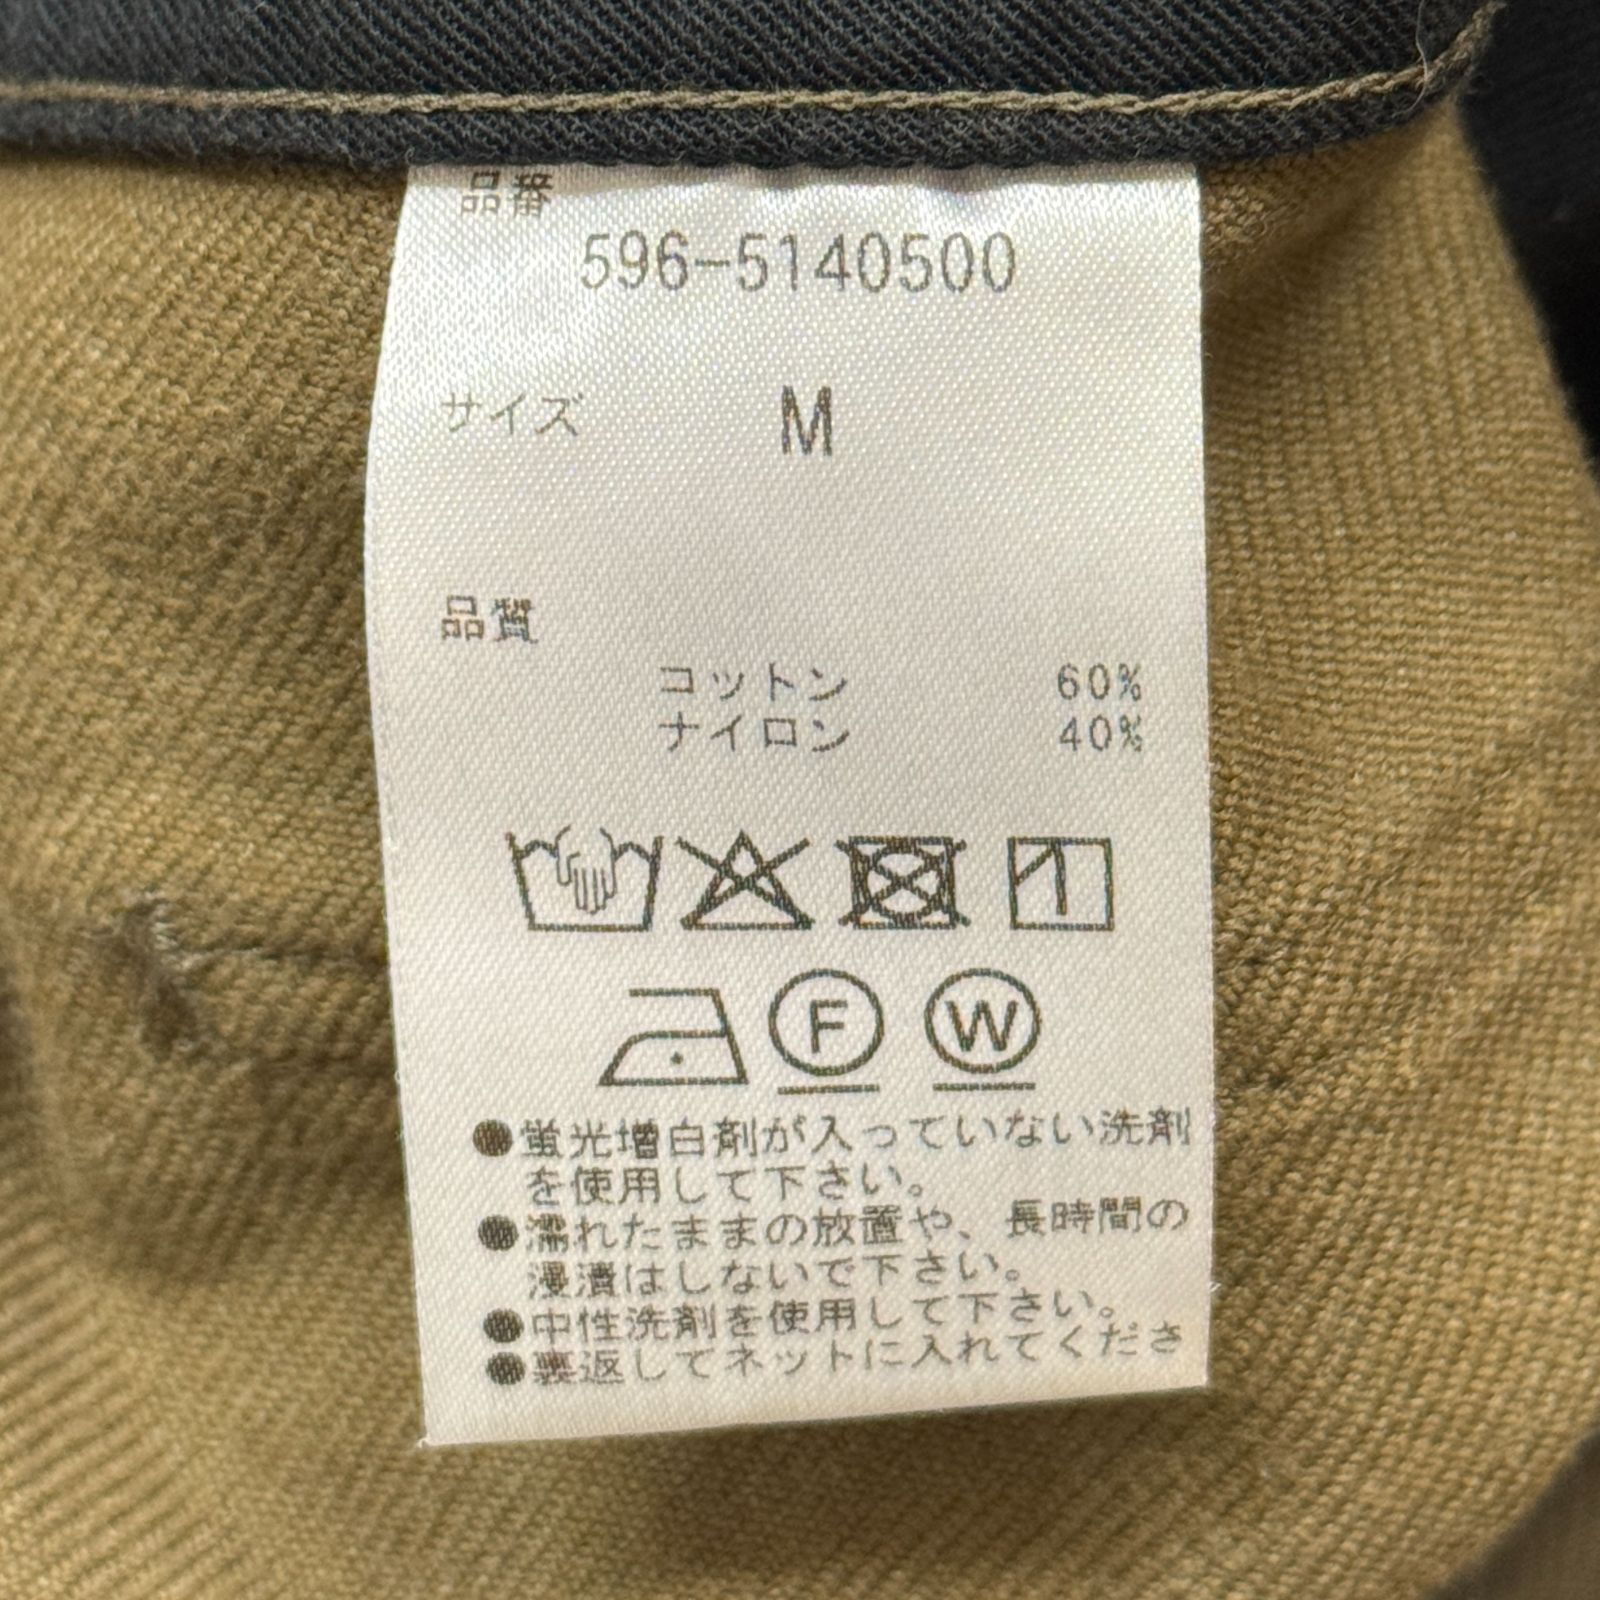 品番
596-5140500
サイズ M
品質
コットン 60%
ナイロン 40%
F W
●蛍光増白剤が入っていない洗剤
を使用して下さい。
●濡れたままの放置や、長時間の
浸漬はしないで下さい。
●中性洗剤を使用して下さい。
●裏返してネットに入れてくださ